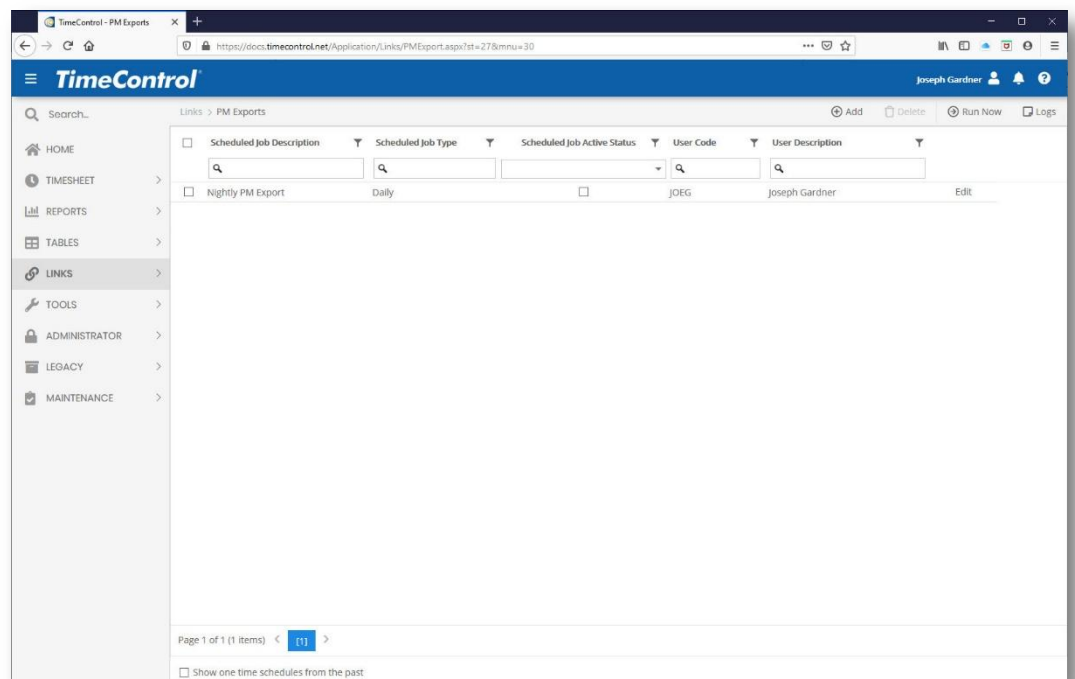 TimeControl - PM Exports
https://docs.timecontrol.net/Application/Links/PMExport.aspx?st=27&mnu=30
TimeControl
Joseph Gardner
Search...
Links > PM Exports
Add Delete Run Now Logs
HOME
TIMESHEET
REPORTS
TABLES
LINKS
TOOLS
ADMINISTRATOR
LEGACY
MAINTENANCE
Scheduled Job Description Scheduled Job Type Scheduled Job Active Status User Code User Description
Nightly PM Export Daily JOEG Joseph Gardner Edit
Page 1 of 1 (1 items) < [1] >
Show one time schedules from the past